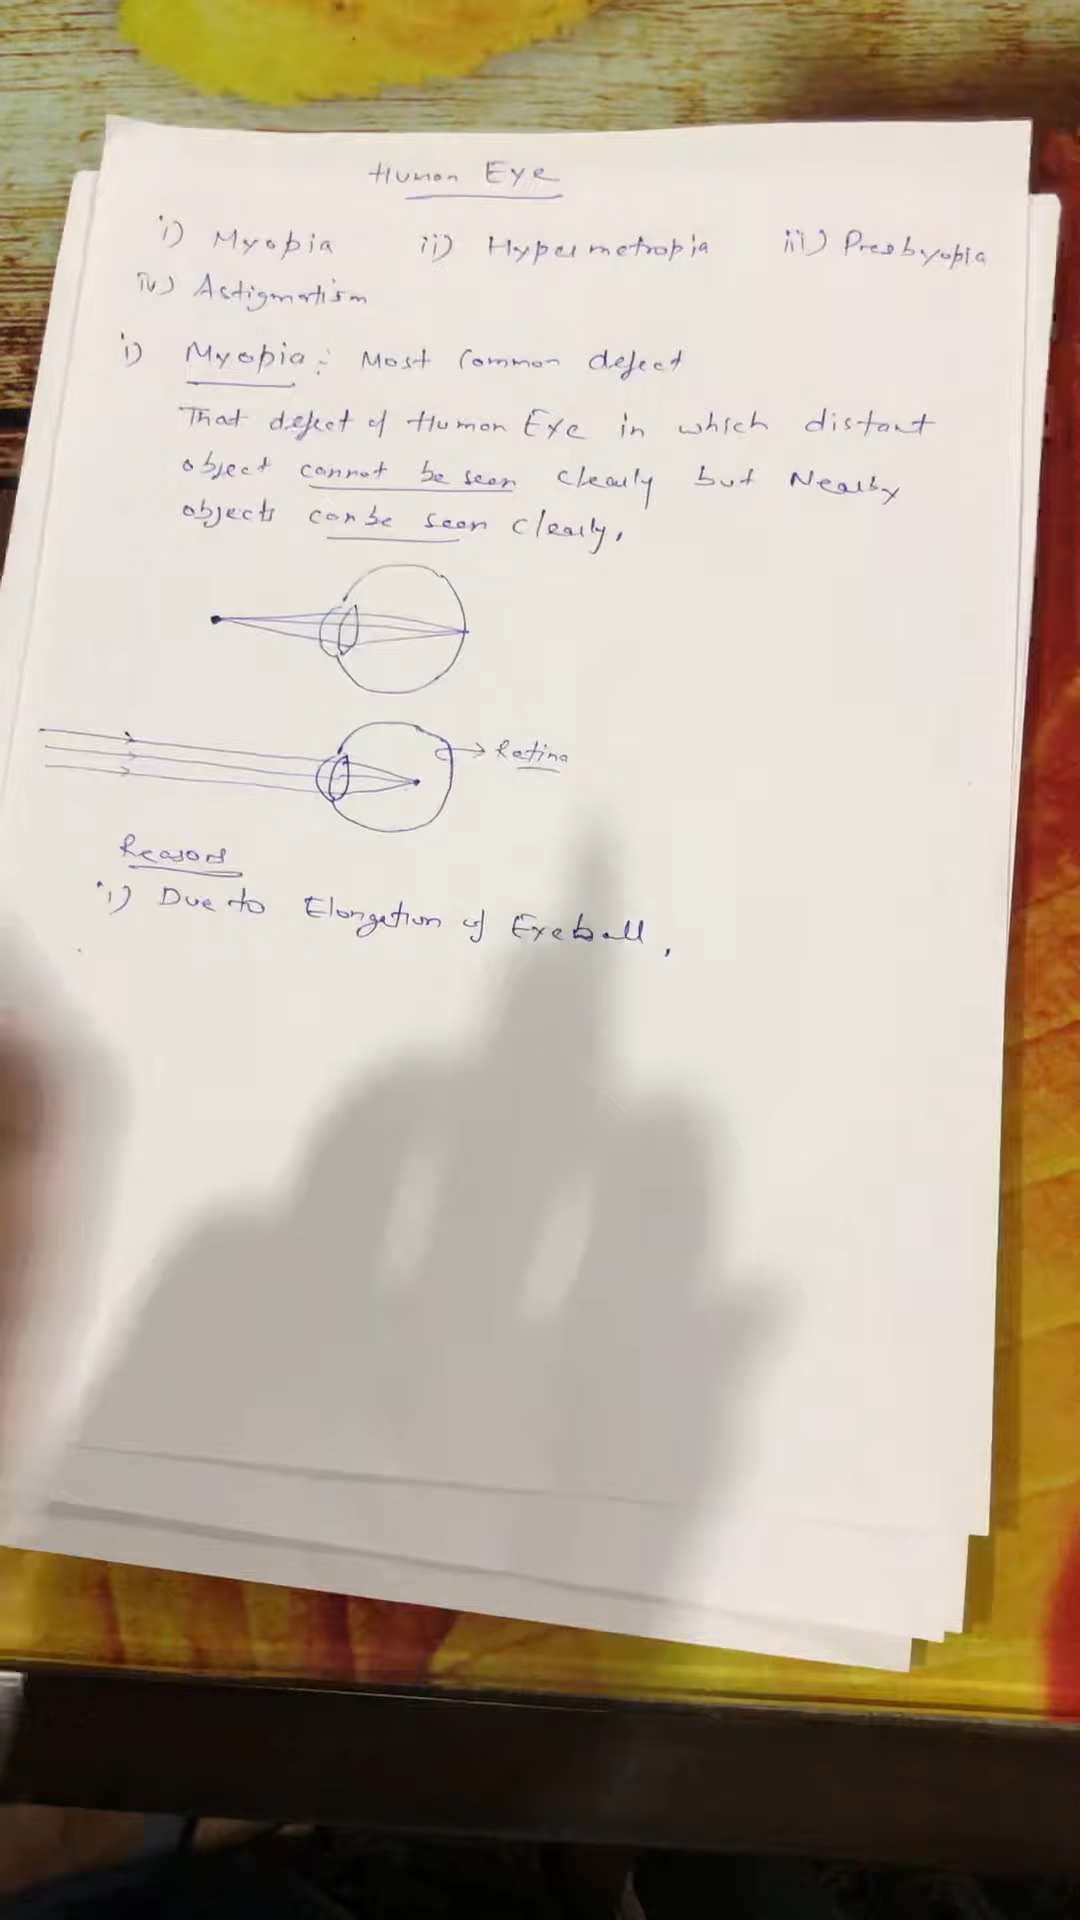 Human Eye
i) Myopia ii) Hypermetropia iii) Presbyopia
iv) Astigmatism
i) Myopia : Most Common defect
That defect of Human Eye in which distant
object cannot be seen clearly but Nearby
objects can be seen clearly.
Retina
Reasons
i) Due to Elongation of Eyeball,